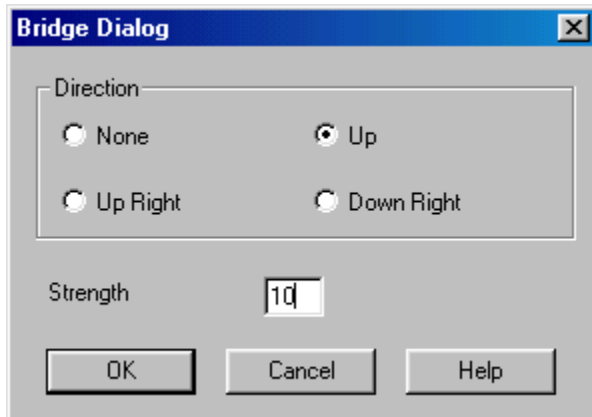 Bridge Dialog
Direction
None Up
Up Right Down Right
Strength 10
OK Cancel Help